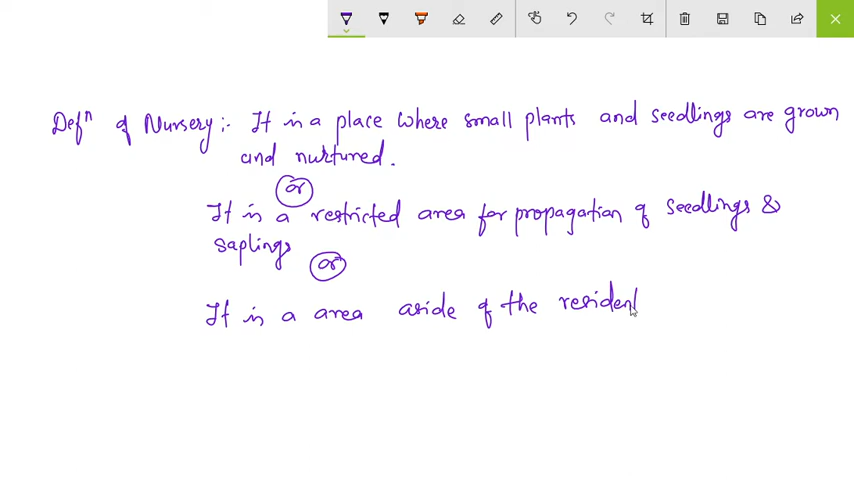 Defⁿ of Nursery :- It is a place where small plants and seedlings are grown
and nurtured.
or
It is a restricted area for propagation of seedlings &
saplings
or
It is a area aside of the resident